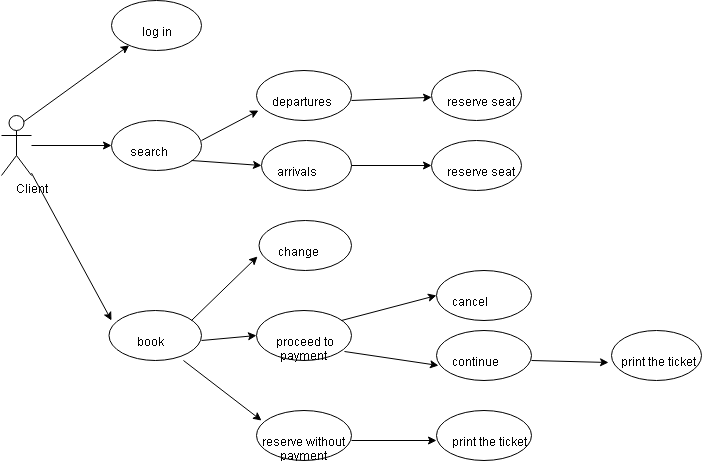 log in
departures
reserve seat
search
arrivals
reserve seat
Client
change
cancel
book
proceed to
payment
continue
print the ticket
reserve without
payment
print the ticket